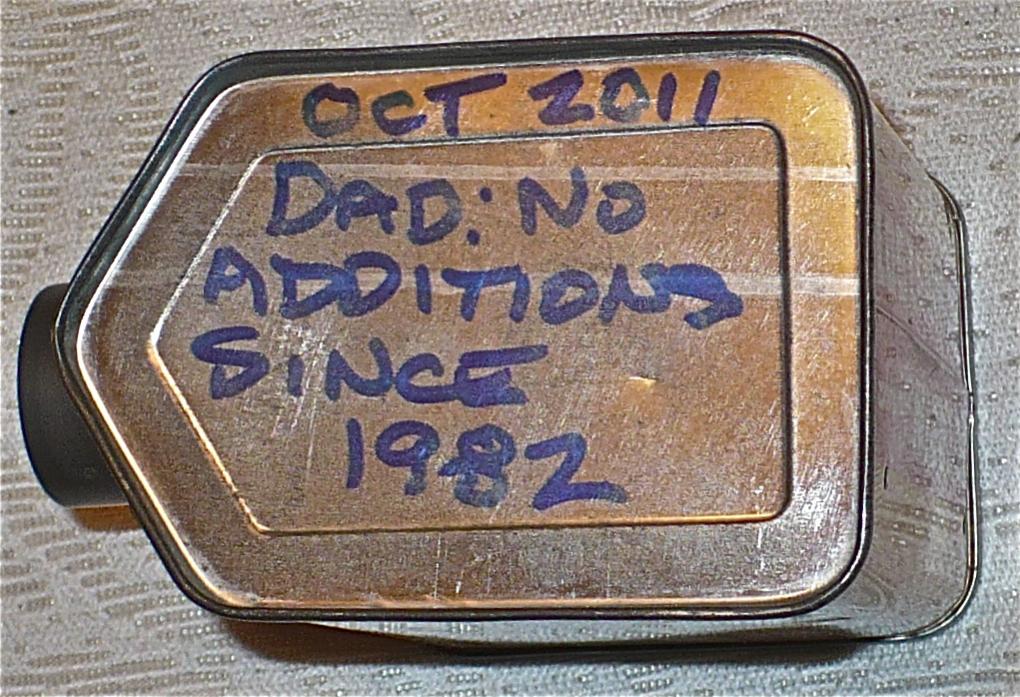 OCT 2011
DAD: NO
ADDITIONS
SINCE
1982